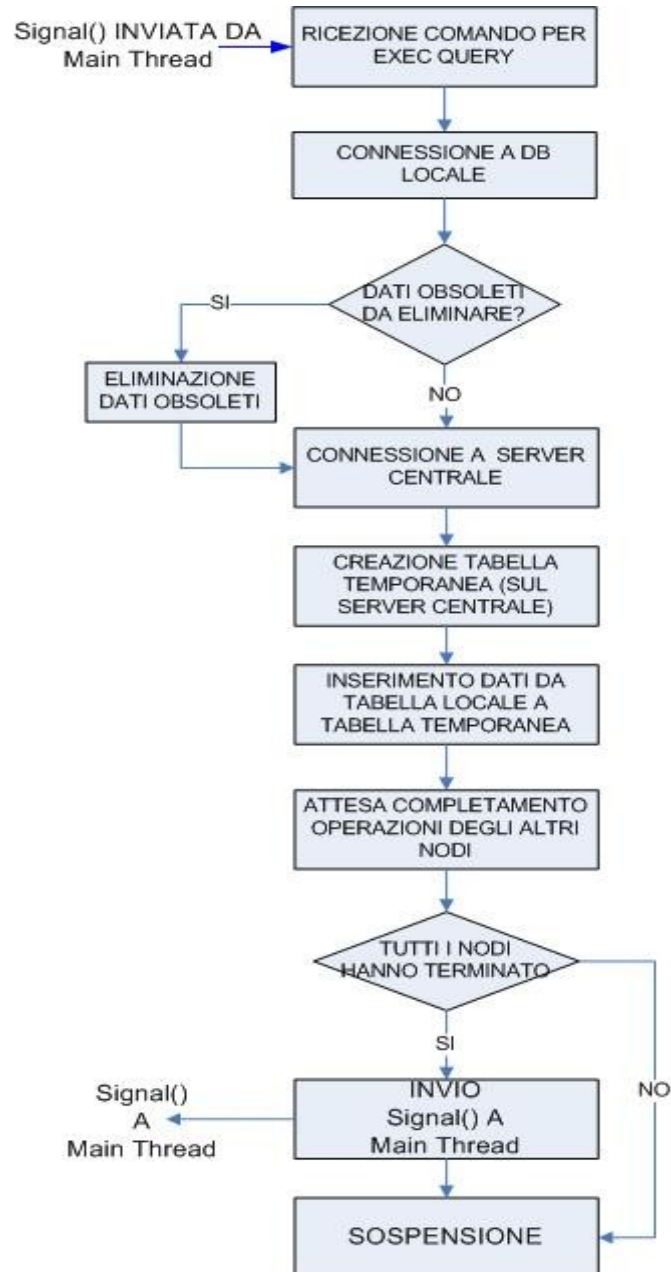 Signal() INVIATA DA
Main Thread
RICEZIONE COMANDO PER
EXEC QUERY
CONNESSIONE A DB
LOCALE
DATI OBSOLETI
DA ELIMINARE?
SI
ELIMINAZIONE
DATI OBSOLETI
NO
CONNESSIONE A SERVER
CENTRALE
CREAZIONE TABELLA
TEMPORANEA (SUL
SERVER CENTRALE)
INSERIMENTO DATI DA
TABELLA LOCALE A
TABELLA TEMPORANEA
ATTESA COMPLETAMENTO
OPERAZIONI DEGLI ALTRI
NODI
TUTTI I NODI
HANNO TERMINATO
SI
NO
INVIO
Signal() A
Main Thread
Signal()
A
Main Thread
SOSPENSIONE